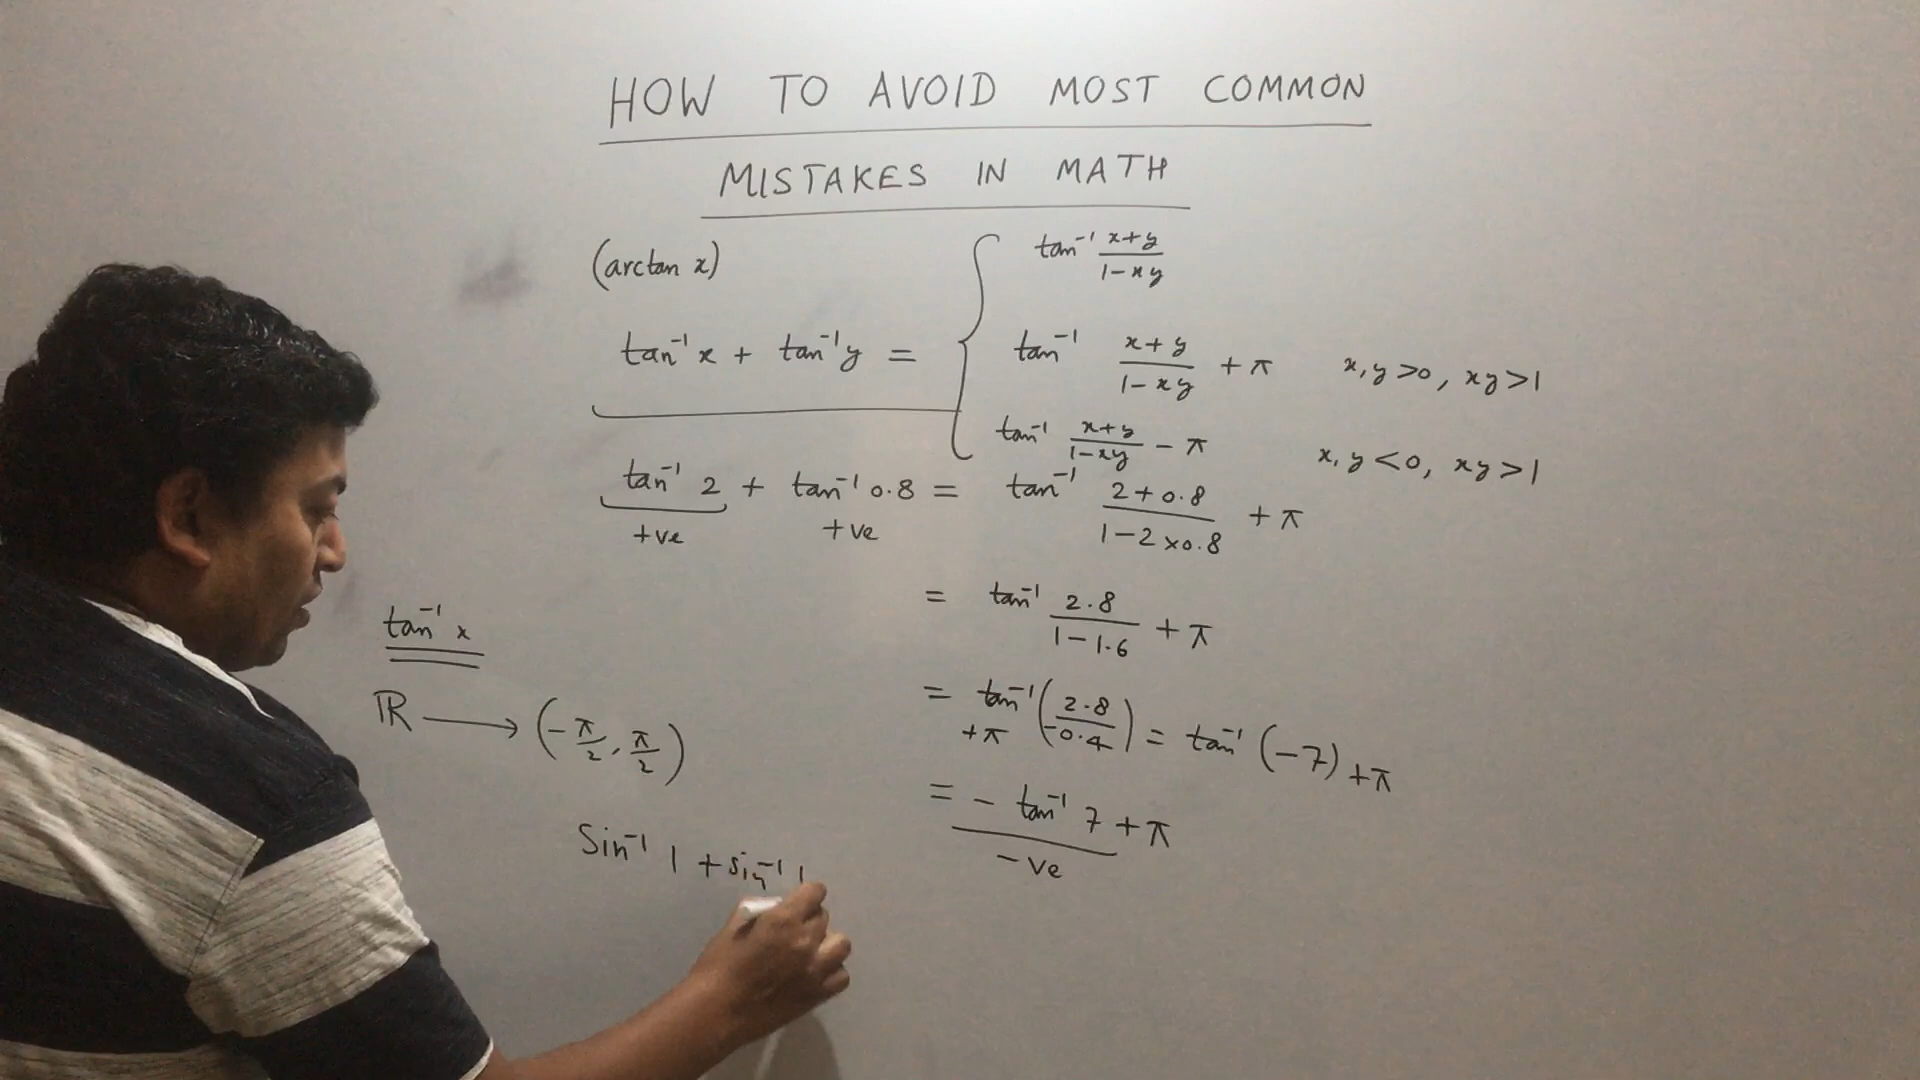 HOW TO AVOID MOST COMMON
MISTAKES IN MATH
(arctan x)
tan⁻¹ (x+y)/(1-xy)
tan⁻¹x + tan⁻¹y = { tan⁻¹ (x+y)/(1-xy) + π x,y>0, xy>1
tan⁻¹ (x+y)/(1-xy) - π x,y<0, xy>1
tan⁻¹ 2 + tan⁻¹ 0.8 = tan⁻¹ (2+0.8)/(1-2×0.8) + π
+ve +ve
= tan⁻¹ 2.8/(1-1.6) + π
tan⁻¹ x
= tan⁻¹(2.8/-0.4) + π = tan⁻¹(-7) + π
ℝ ⟶ (-π/2, π/2)
= - tan⁻¹ 7 + π
-ve
Sin⁻¹ 1 + sin⁻¹ 1